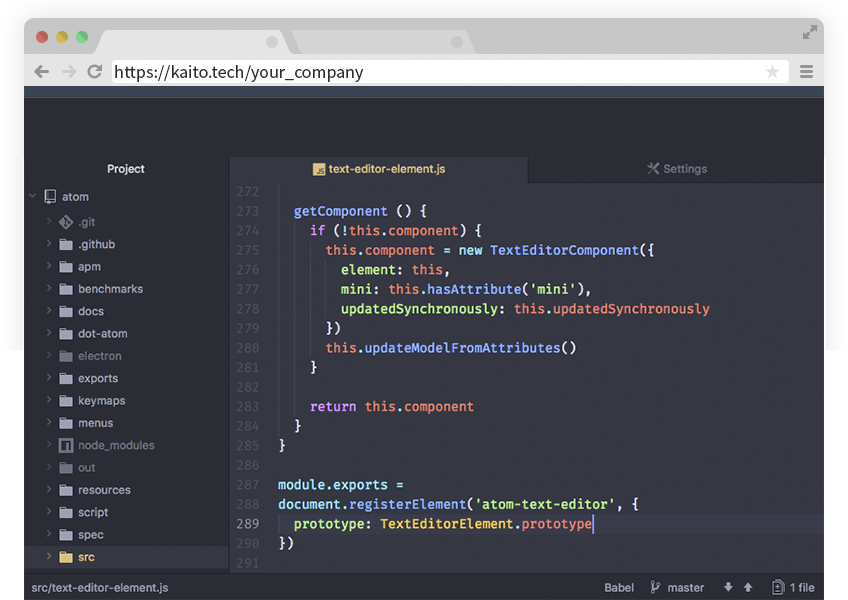 https://kaito.tech/your_company
Project
text-editor-element.js
Settings
atom
.git
.github
apm
benchmarks
docs
dot-atom
electron
exports
keymaps
menus
node_modules
out
resources
script
spec
src
272
273 getComponent () {
274 if (!this.component) {
275 this.component = new TextEditorComponent({
276 element: this,
277 mini: this.hasAttribute('mini'),
278 updatedSynchronously: this.updatedSynchronously
279 })
280 this.updateModelFromAttributes()
281 }
282
283 return this.component
284 }
285 }
286
287 module.exports =
288 document.registerElement('atom-text-editor', {
289 prototype: TextEditorElement.prototype
290 })
291
src/text-editor-element.js
Babel
master
1 file